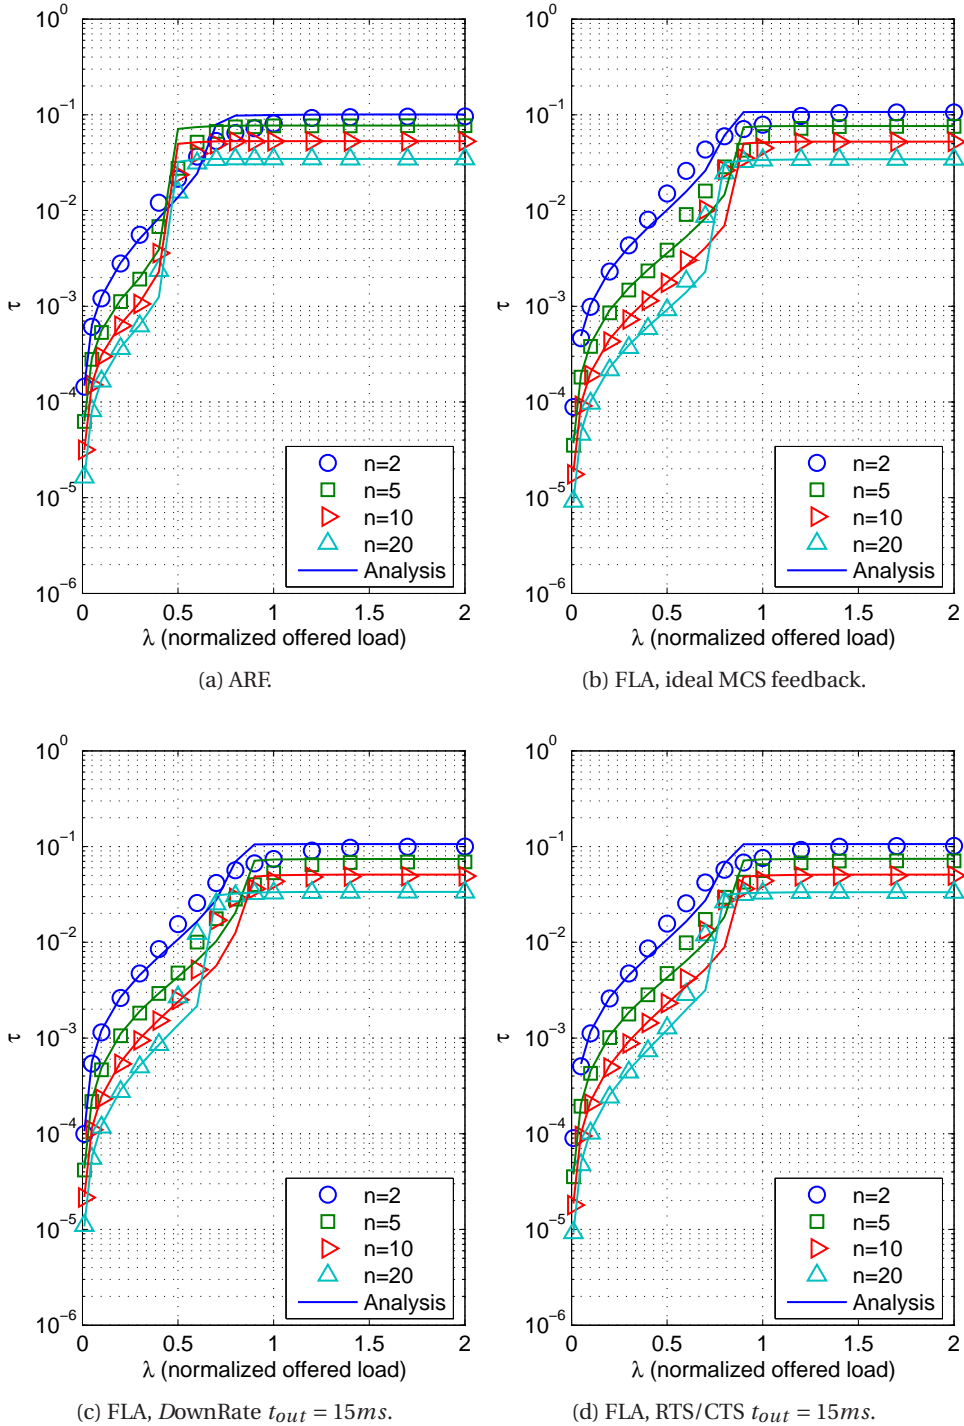 10^0
10^-1
10^-2
10^-3
10^-4
10^-5
10^-6
τ
0 0.5 1 1.5 2
λ (normalized offered load)
n=2
n=5
n=10
n=20
Analysis
(a) ARF.
10^0
10^-1
10^-2
10^-3
10^-4
10^-5
10^-6
τ
0 0.5 1 1.5 2
λ (normalized offered load)
n=2
n=5
n=10
n=20
Analysis
(b) FLA, ideal MCS feedback.
10^0
10^-1
10^-2
10^-3
10^-4
10^-5
10^-6
τ
0 0.5 1 1.5 2
λ (normalized offered load)
n=2
n=5
n=10
n=20
Analysis
(c) FLA, DownRate t_out = 15ms.
10^0
10^-1
10^-2
10^-3
10^-4
10^-5
10^-6
τ
0 0.5 1 1.5 2
λ (normalized offered load)
n=2
n=5
n=10
n=20
Analysis
(d) FLA, RTS/CTS t_out = 15ms.